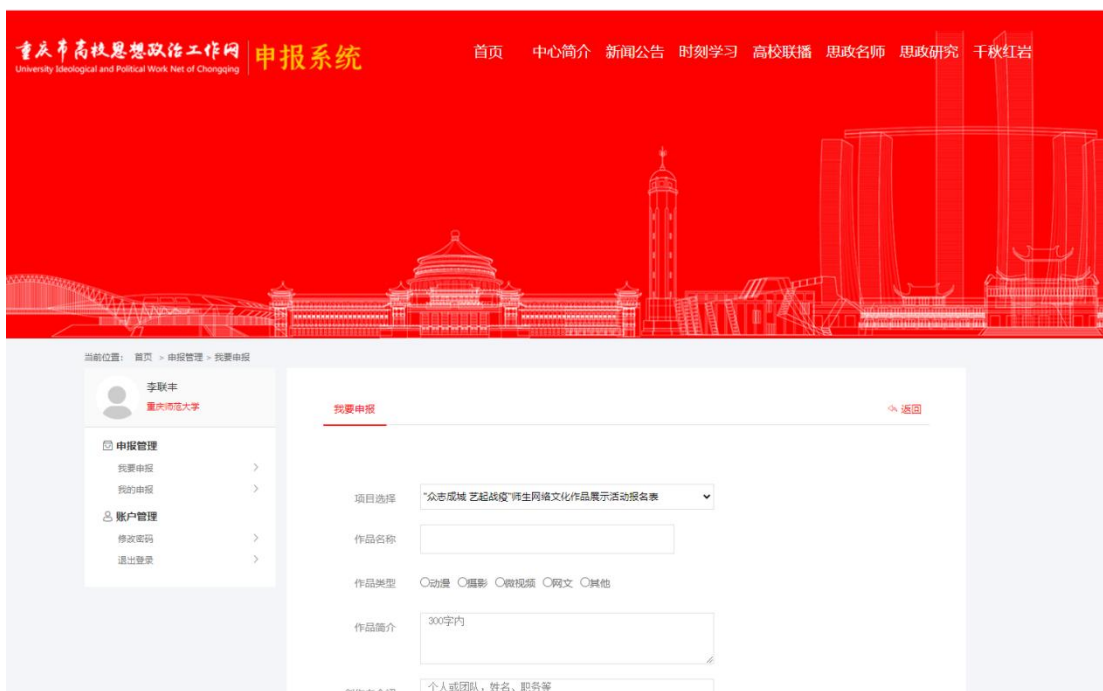 重庆市高校思想政治工作网 申报系统
University Ideological and Political Work Net of Chongqing
首页 中心简介 新闻公告 时刻学习 高校联播 思政名师 思政研究 千秋红岩
当前位置： 首页 > 申报管理 > 我要申报
李联丰
重庆师范大学
申报管理
我要申报
我的申报
账户管理
修改密码
退出登录
我要申报 返回
项目选择 "众志成城 艺起战疫"师生网络文化作品展示活动报名表
作品名称
作品类型 动漫 摄影 微视频 网文 其他
作品简介 300字内
个人或团队，姓名、职务等